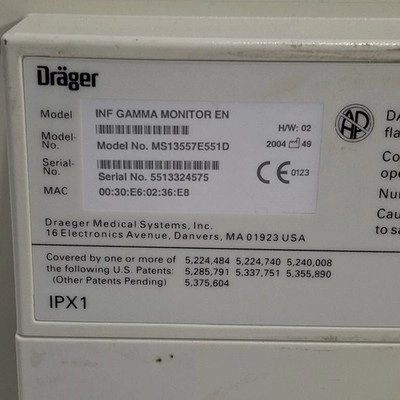 Dräger
Model INF GAMMA MONITOR EN
H/W: 02
Model-No. Model No. MS13557E551D
2004 49
Serial-No. Serial No. 5513324575
CE 0123
MAC 00:30:E6:02:36:E8
Draeger Medical Systems, Inc.
16 Electronics Avenue, Danvers, MA 01923 USA
Covered by one or more of 5,224,484 5,224,740 5,240,008
the following U.S. Patents: 5,285,791 5,337,751 5,355,890
(Other Patents Pending) 5,375,604
IPX1
DA
fla
Co
ope
Nu
Cau
to sa